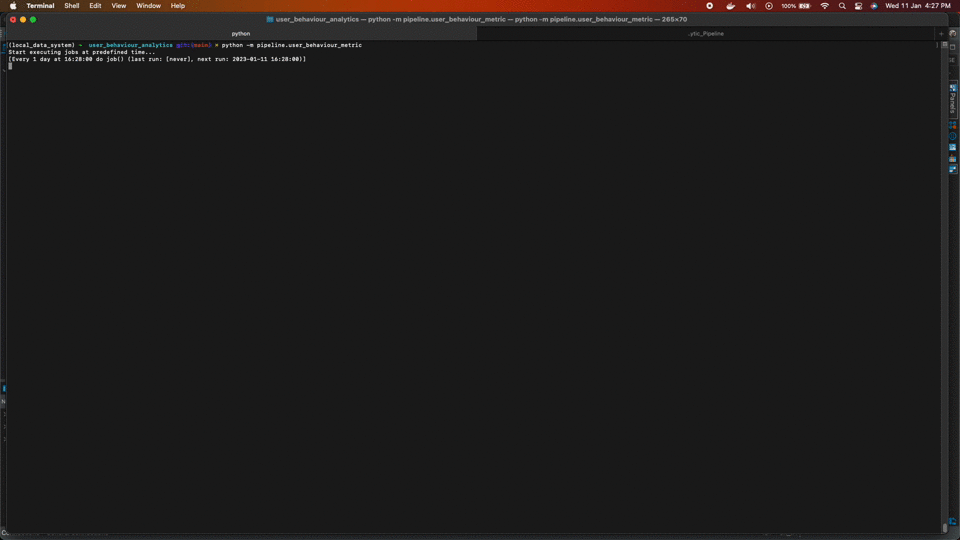 Terminal Shell Edit View Window Help 100% Wed 11 Jan 4:27 PM
user_behaviour_analytics — python -m pipeline.user_behaviour_metric — python -m pipeline.user_behaviour_metric — 265×70
python .ytic_Pipeline
(local_data_system) → user_behaviour_analytics git:(main) × python -m pipeline.user_behaviour_metric
Start executing jobs at predefined time...
[Every 1 day at 16:28:00 do job() (last run: [never], next run: 2023-01-11 16:28:00)]
Panels